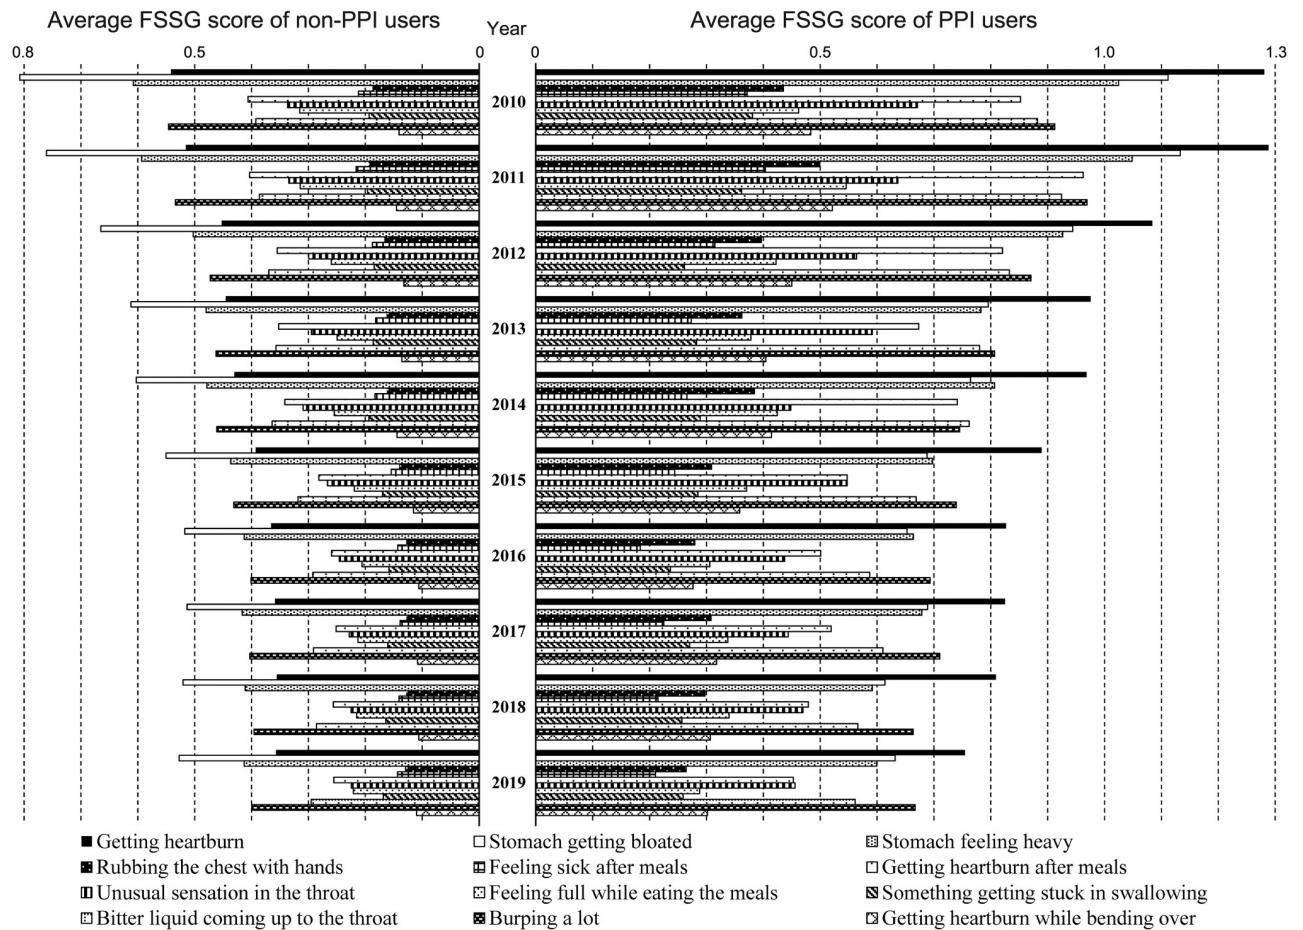 Average FSSG score of non-PPI users Year Average FSSG score of PPI users
0.8 0.5 0 0 0.5 1.0 1.3
2010
2011
2012
2013
2014
2015
2016
2017
2018
2019
Getting heartburn Stomach getting bloated Stomach feeling heavy
Rubbing the chest with hands Feeling sick after meals Getting heartburn after meals
Unusual sensation in the throat Feeling full while eating the meals Something getting stuck in swallowing
Bitter liquid coming up to the throat Burping a lot Getting heartburn while bending over